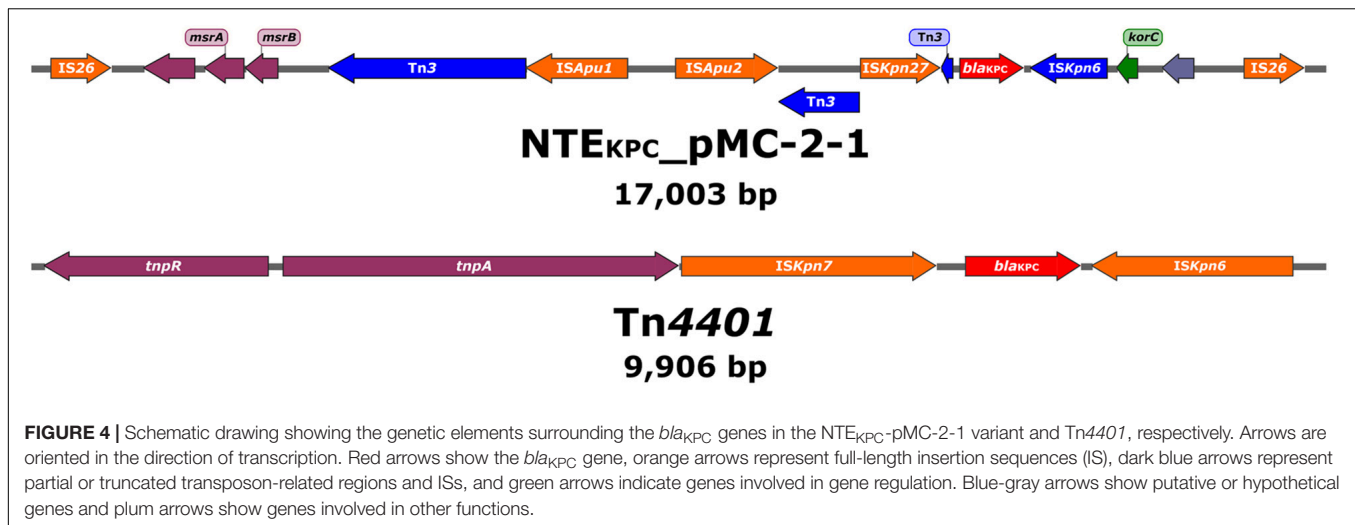 msrA msrB Tn3 korC
IS26 Tn3 ISApu1 ISApu2 ISKpn27 blaKPC ISKpn6 IS26
Tn3
NTEKPC_pMC-2-1
17,003 bp
tnpR tnpA ISKpn7 blaKPC ISKpn6
Tn4401
9,906 bp
FIGURE 4 | Schematic drawing showing the genetic elements surrounding the blaKPC genes in the NTEKPC-pMC-2-1 variant and Tn4401, respectively. Arrows are
oriented in the direction of transcription. Red arrows show the blaKPC gene, orange arrows represent full-length insertion sequences (IS), dark blue arrows represent
partial or truncated transposon-related regions and ISs, and green arrows indicate genes involved in gene regulation. Blue-gray arrows show putative or hypothetical
genes and plum arrows show genes involved in other functions.